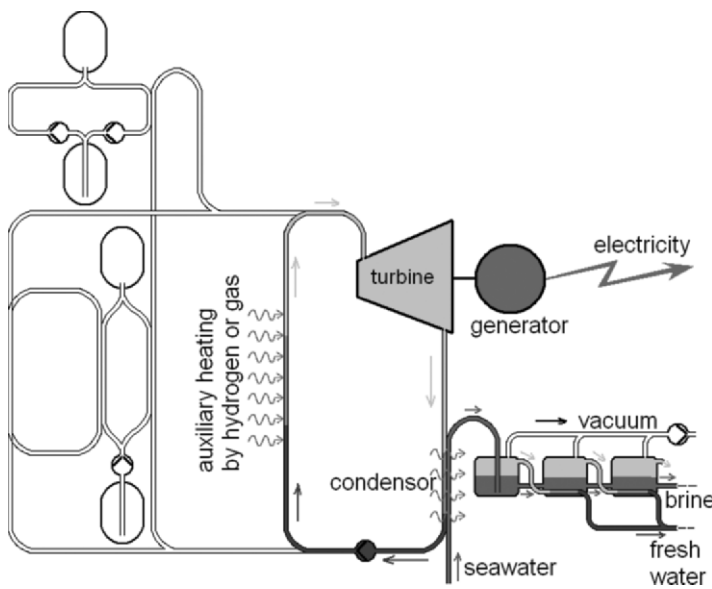 electricity
turbine
generator
auxiliary heating
by hydrogen or gas
vacuum
condensor
brine
seawater
fresh
water